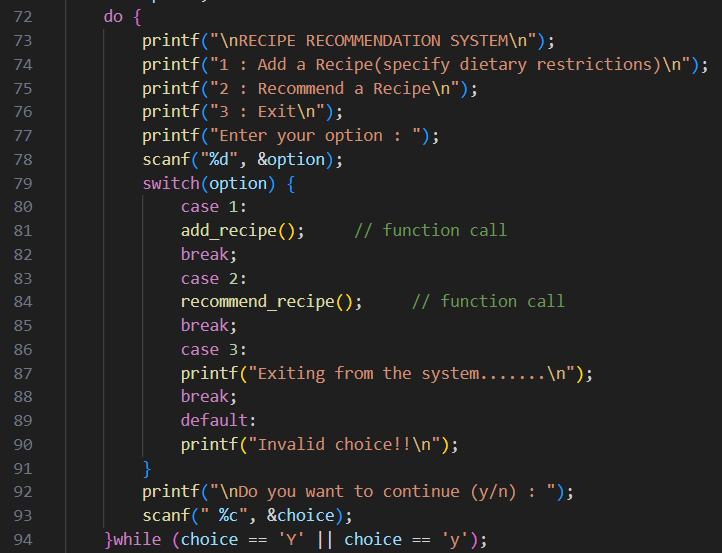 72 do {
73 printf("\nRECIPE RECOMMENDATION SYSTEM\n");
74 printf("1 : Add a Recipe(specify dietary restrictions)\n");
75 printf("2 : Recommend a Recipe\n");
76 printf("3 : Exit\n");
77 printf("Enter your option : ");
78 scanf("%d", &option);
79 switch(option) {
80 case 1:
81 add_recipe();     // function call
82 break;
83 case 2:
84 recommend_recipe();     // function call
85 break;
86 case 3:
87 printf("Exiting from the system.......\n");
88 break;
89 default:
90 printf("Invalid choice!!\n");
91 }
92 printf("\nDo you want to continue (y/n) : ");
93 scanf(" %c", &choice);
94 }while (choice == 'Y' || choice == 'y');